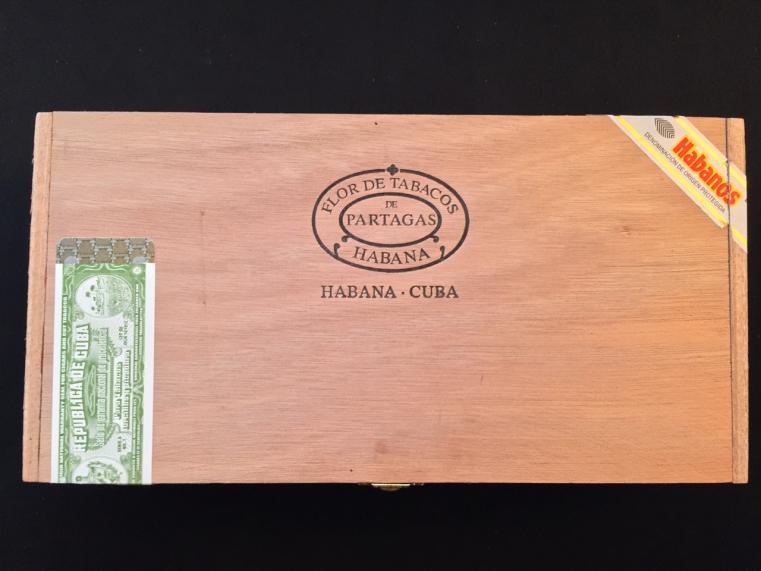 FLOR DE TABACOS
DE
PARTAGAS
HABANA
HABANA · CUBA
Habanos
DENOMINACIÓN DE ORIGEN PROTEGIDA
REPUBLICA DE CUBA